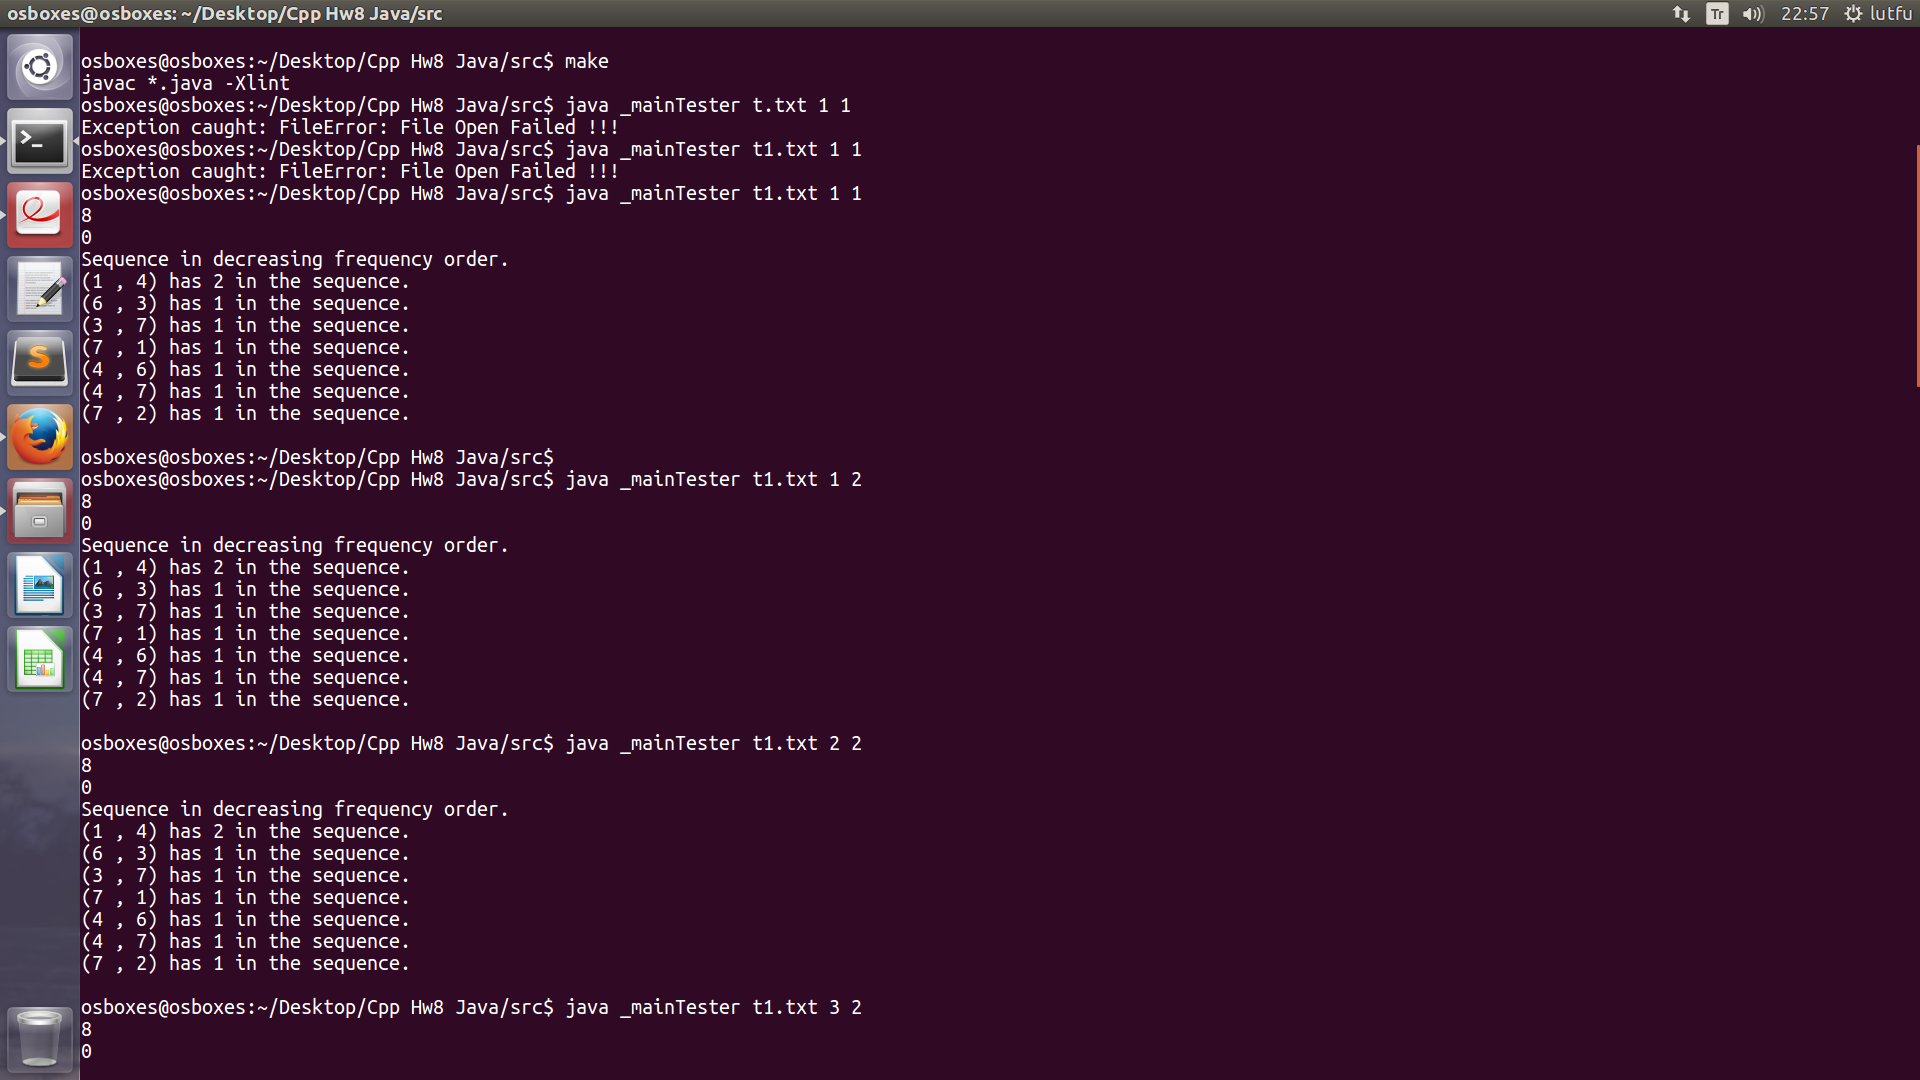 osboxes@osboxes: ~/Desktop/Cpp Hw8 Java/src
Tr
22:57
lutfu
osboxes@osboxes:~/Desktop/Cpp Hw8 Java/src$ make
javac *.java -Xlint
osboxes@osboxes:~/Desktop/Cpp Hw8 Java/src$ java _mainTester t.txt 1 1
Exception caught: FileError: File Open Failed !!!
osboxes@osboxes:~/Desktop/Cpp Hw8 Java/src$ java _mainTester t1.txt 1 1
Exception caught: FileError: File Open Failed !!!
osboxes@osboxes:~/Desktop/Cpp Hw8 Java/src$ java _mainTester t1.txt 1 1
8
0
Sequence in decreasing frequency order.
(1 , 4) has 2 in the sequence.
(6 , 3) has 1 in the sequence.
(3 , 7) has 1 in the sequence.
(7 , 1) has 1 in the sequence.
(4 , 6) has 1 in the sequence.
(4 , 7) has 1 in the sequence.
(7 , 2) has 1 in the sequence.
osboxes@osboxes:~/Desktop/Cpp Hw8 Java/src$
osboxes@osboxes:~/Desktop/Cpp Hw8 Java/src$ java _mainTester t1.txt 1 2
8
0
Sequence in decreasing frequency order.
(1 , 4) has 2 in the sequence.
(6 , 3) has 1 in the sequence.
(3 , 7) has 1 in the sequence.
(7 , 1) has 1 in the sequence.
(4 , 6) has 1 in the sequence.
(4 , 7) has 1 in the sequence.
(7 , 2) has 1 in the sequence.
osboxes@osboxes:~/Desktop/Cpp Hw8 Java/src$ java _mainTester t1.txt 2 2
8
0
Sequence in decreasing frequency order.
(1 , 4) has 2 in the sequence.
(6 , 3) has 1 in the sequence.
(3 , 7) has 1 in the sequence.
(7 , 1) has 1 in the sequence.
(4 , 6) has 1 in the sequence.
(4 , 7) has 1 in the sequence.
(7 , 2) has 1 in the sequence.
osboxes@osboxes:~/Desktop/Cpp Hw8 Java/src$ java _mainTester t1.txt 3 2
8
0